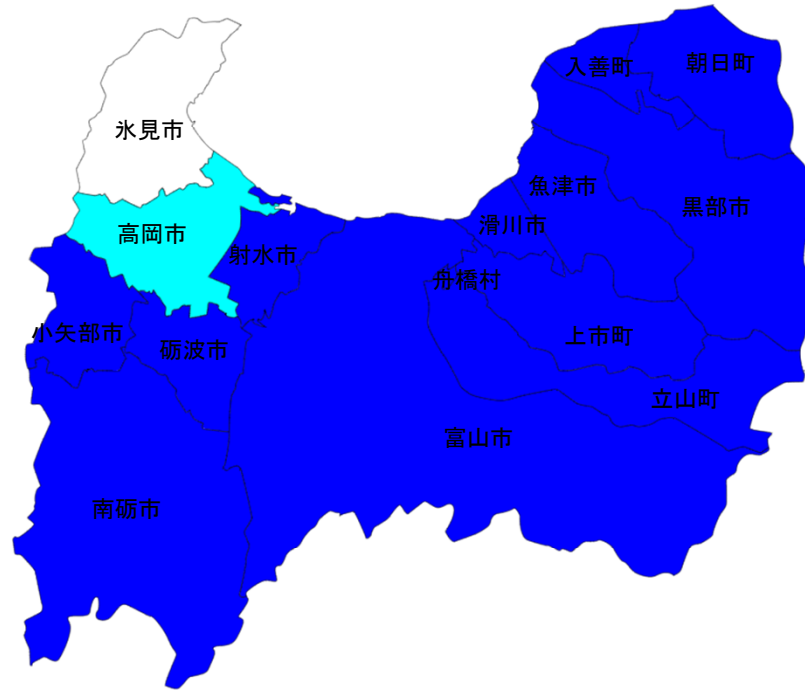 入善町
朝日町
氷見市
魚津市
黒部市
滑川市
高岡市
射水市
舟橋村
小矢部市
砺波市
上市町
立山町
富山市
南砺市